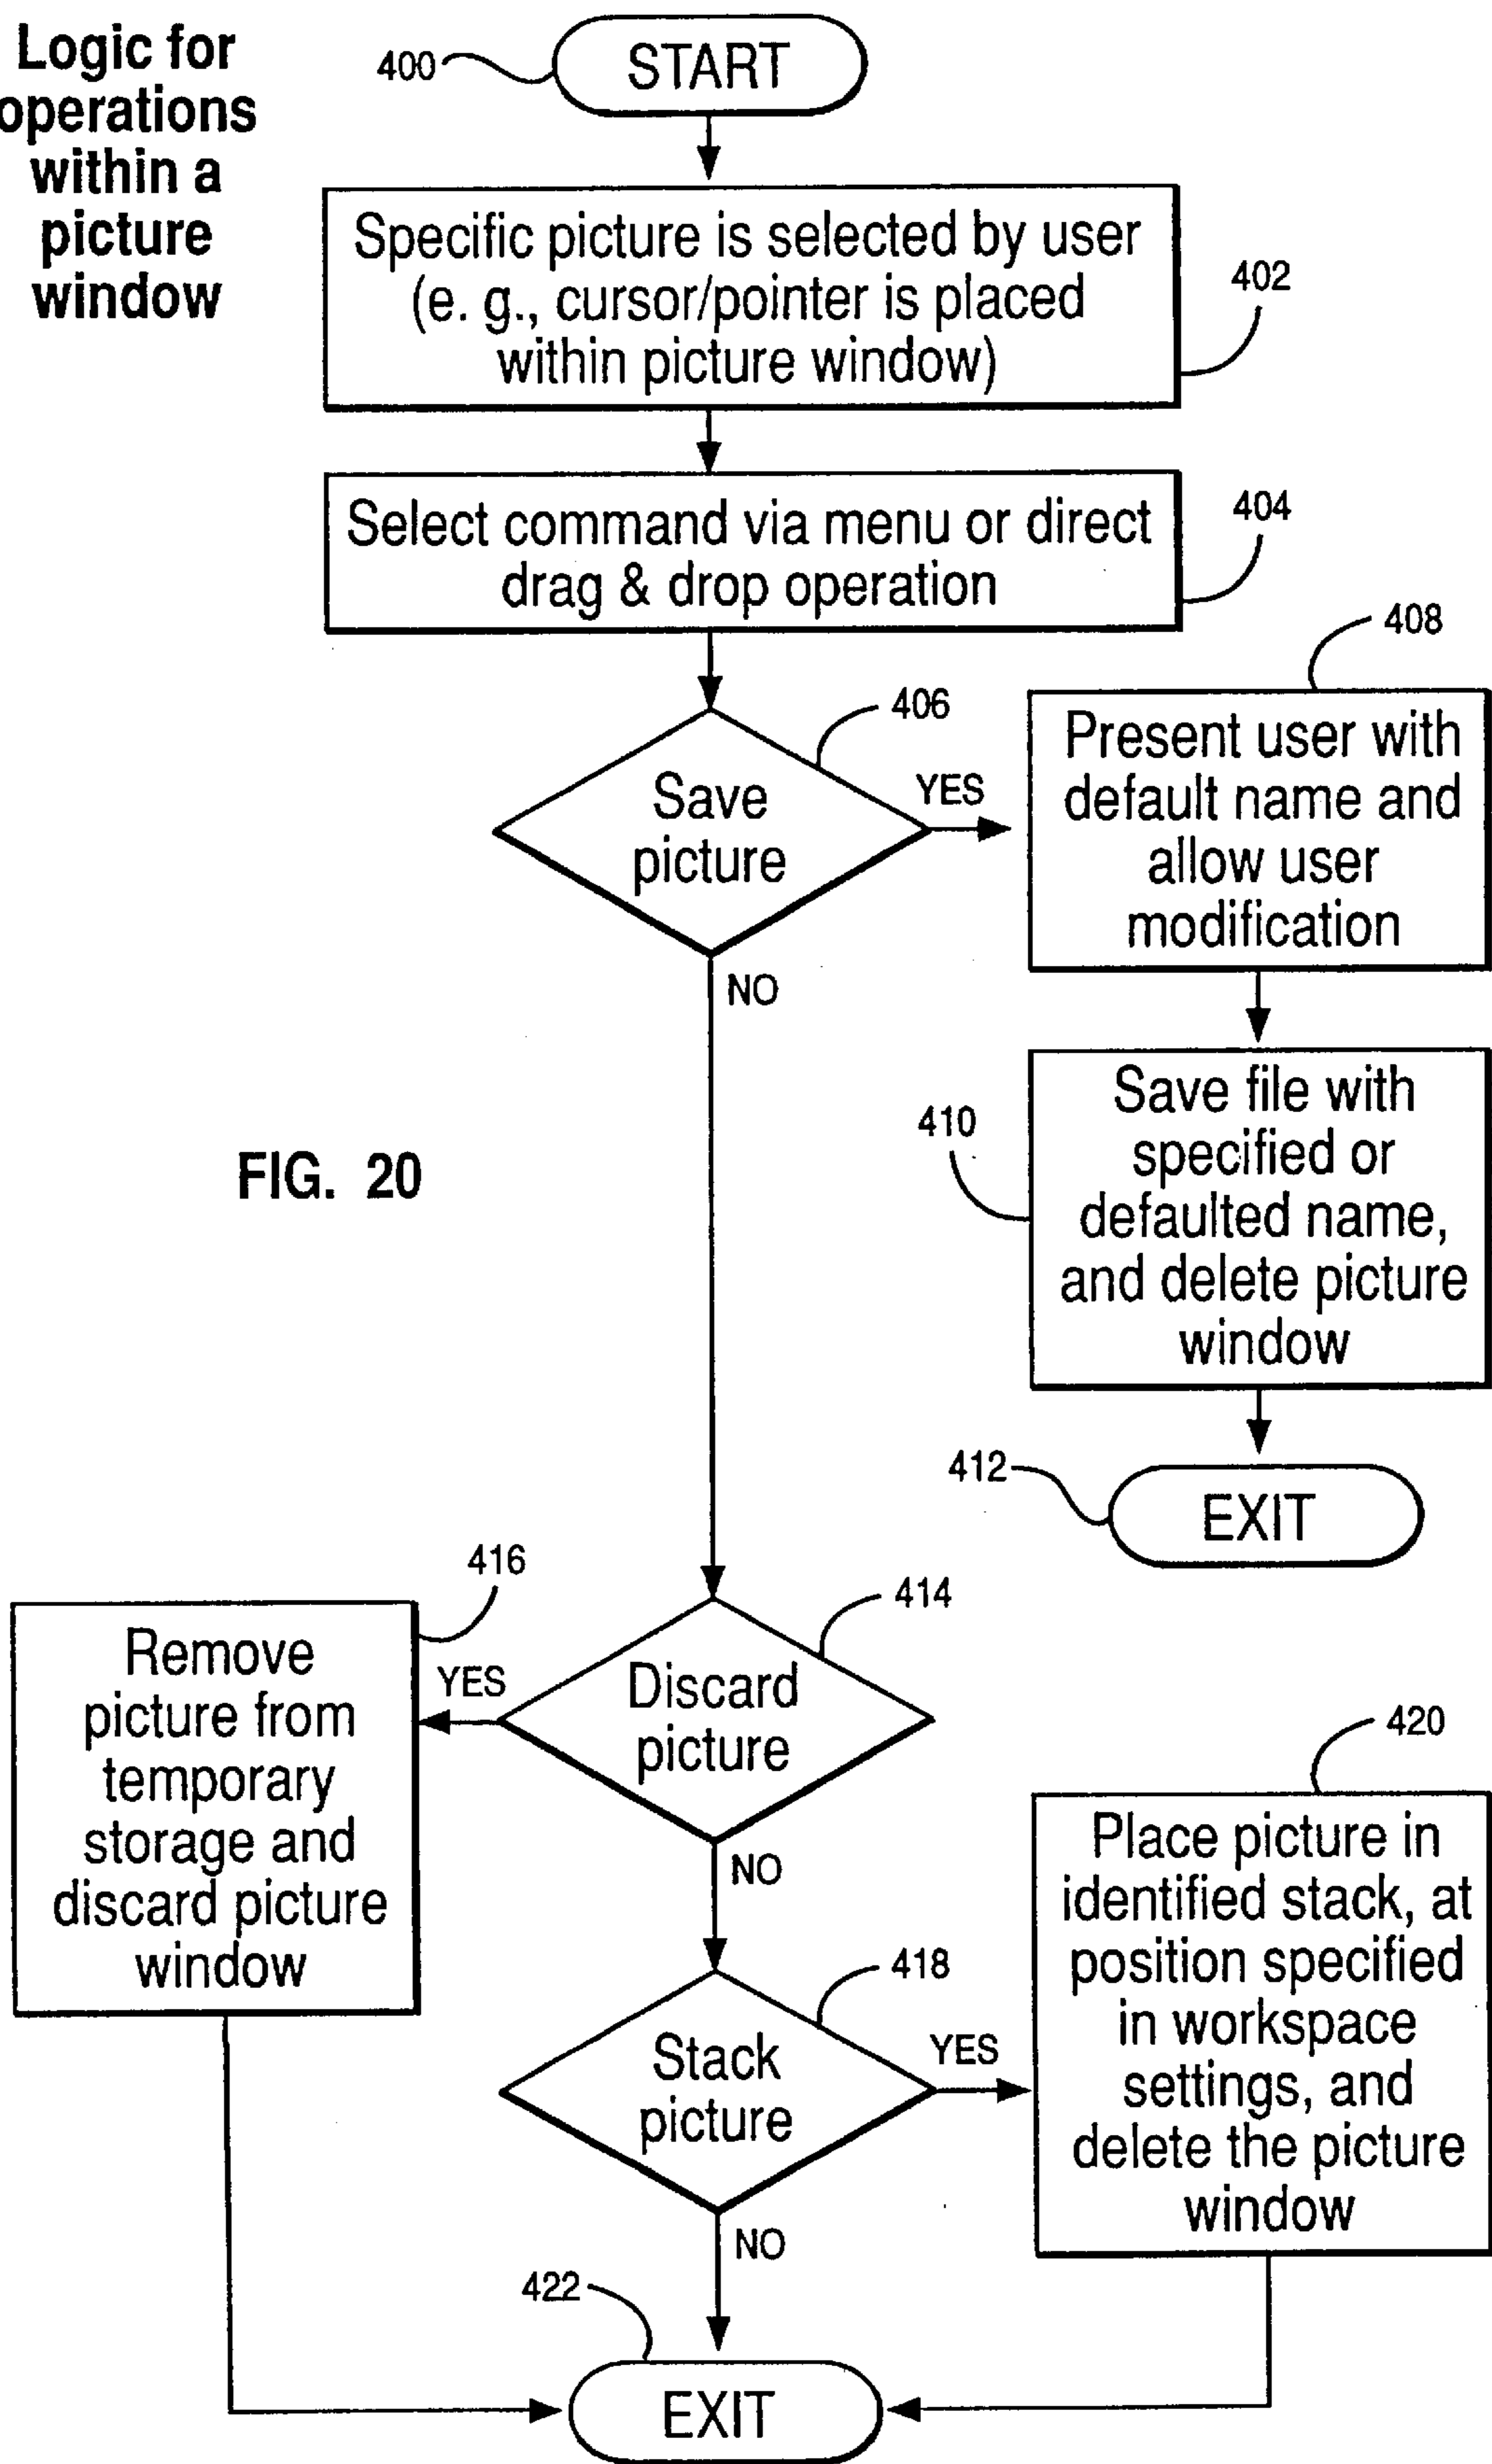 Logic for
operations
within a
picture
window
400
START
Specific picture is selected by user
(e. g., cursor/pointer is placed
within picture window)
402
Select command via menu or direct
drag & drop operation
404
406
Save
picture
YES
NO
408
Present user with
default name and
allow user
modification
410
Save file with
specified or
defaulted name,
and delete picture
window
412
EXIT
FIG. 20
414
Discard
picture
YES
NO
416
Remove
picture from
temporary
storage and
discard picture
window
418
Stack
picture
YES
NO
420
Place picture in
identified stack, at
position specified
in workspace
settings, and
delete the picture
window
422
EXIT